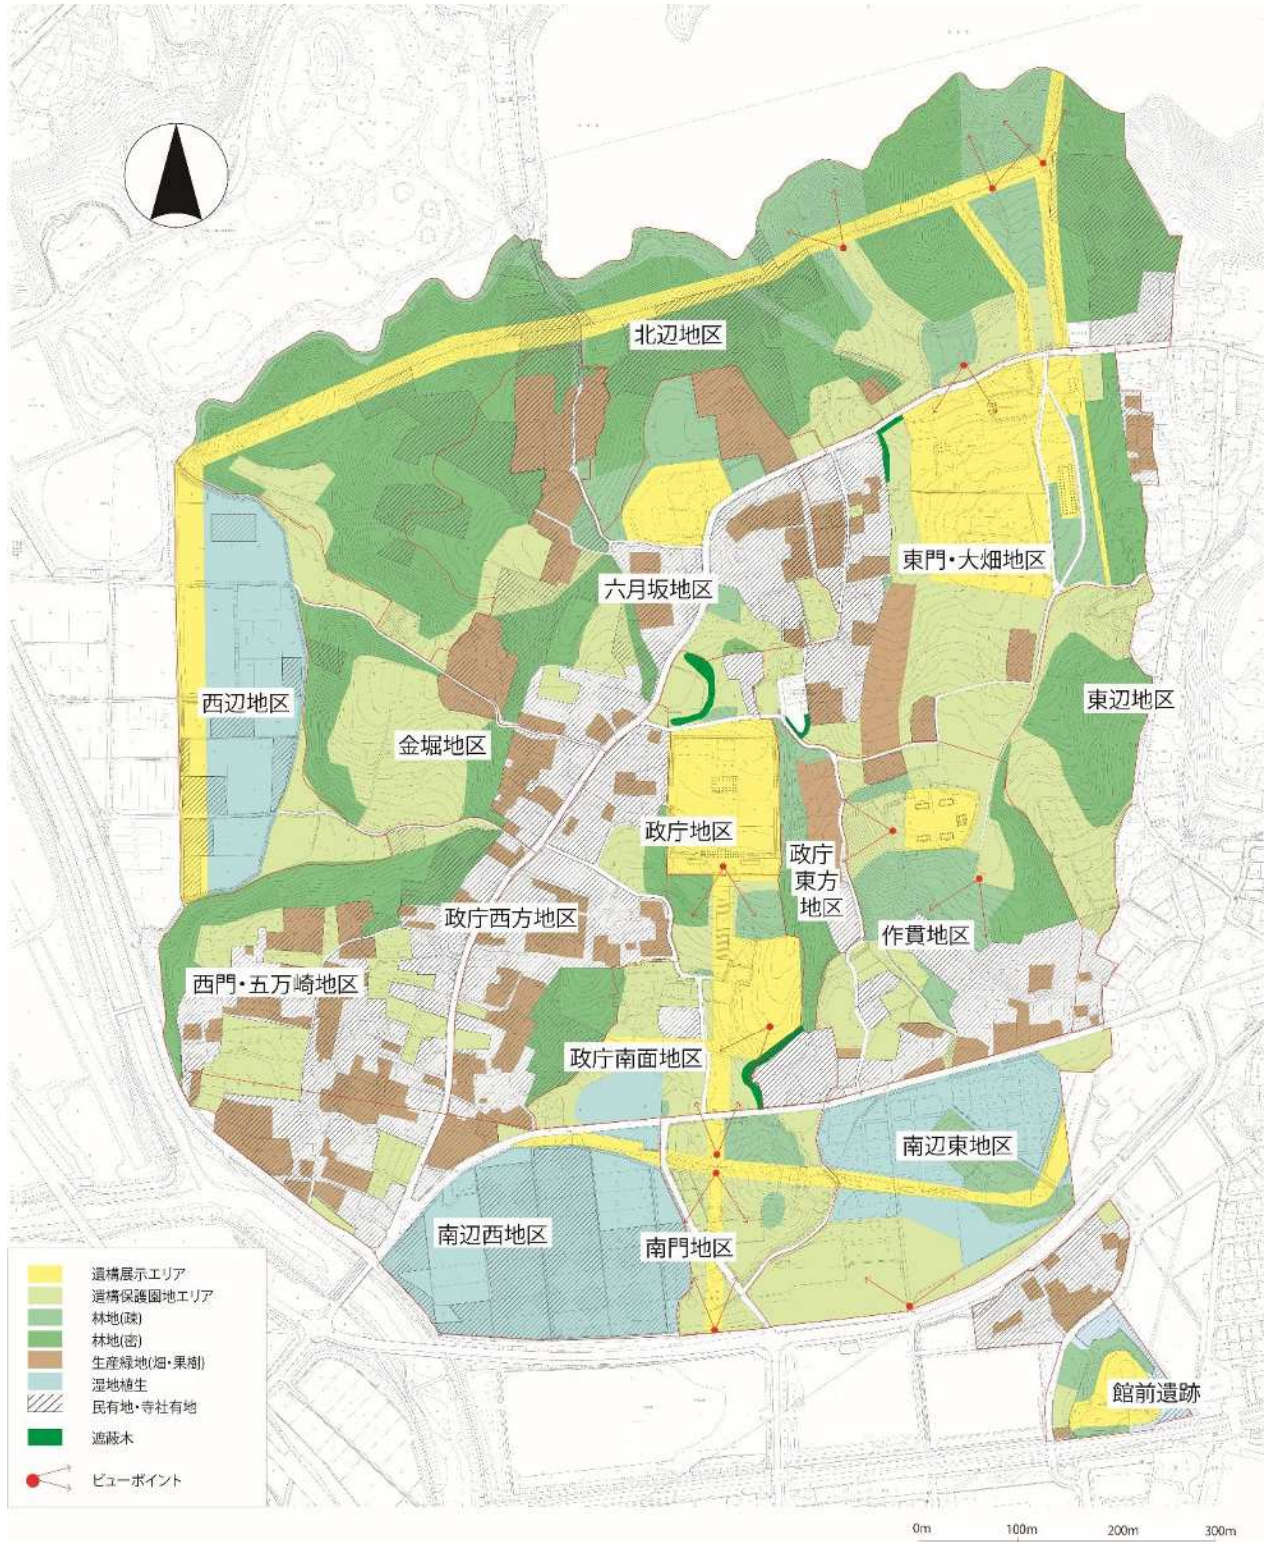 北辺地区
東門・大畑地区
六月坂地区
西辺地区
東辺地区
金堀地区
政庁地区
政庁
東方
地区
政庁西方地区
作貫地区
西門・五万崎地区
政庁南面地区
南辺東地区
南辺西地区
南門地区
館前遺跡
遺構展示エリア
遺構保護園地エリア
林地(疎)
林地(密)
生産緑地(畑・果樹)
湿地植生
民有地・寺社有地
遮蔽木
ビューポイント
0m 100m 200m 300m